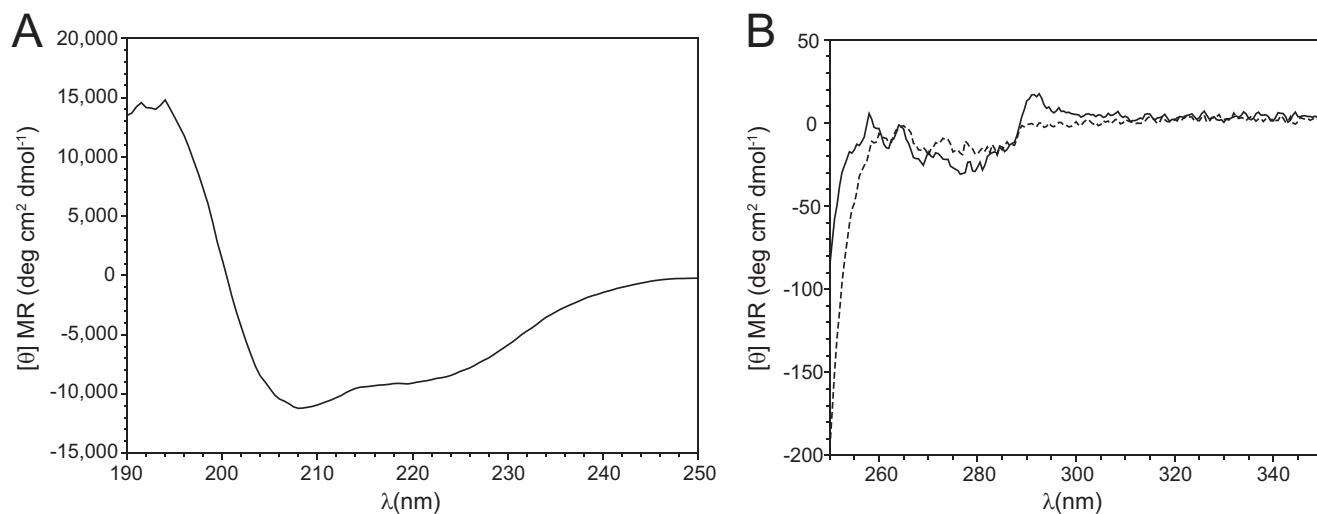 A
20,000
15,000
10,000
5,000
0
-5,000
-10,000
-15,000
[θ] MR (deg cm² dmol⁻¹)
190 200 210 220 230 240 250
λ(nm)
B
50
0
-50
-100
-150
-200
[θ] MR (deg cm² dmol⁻¹)
260 280 300 320 340
λ(nm)